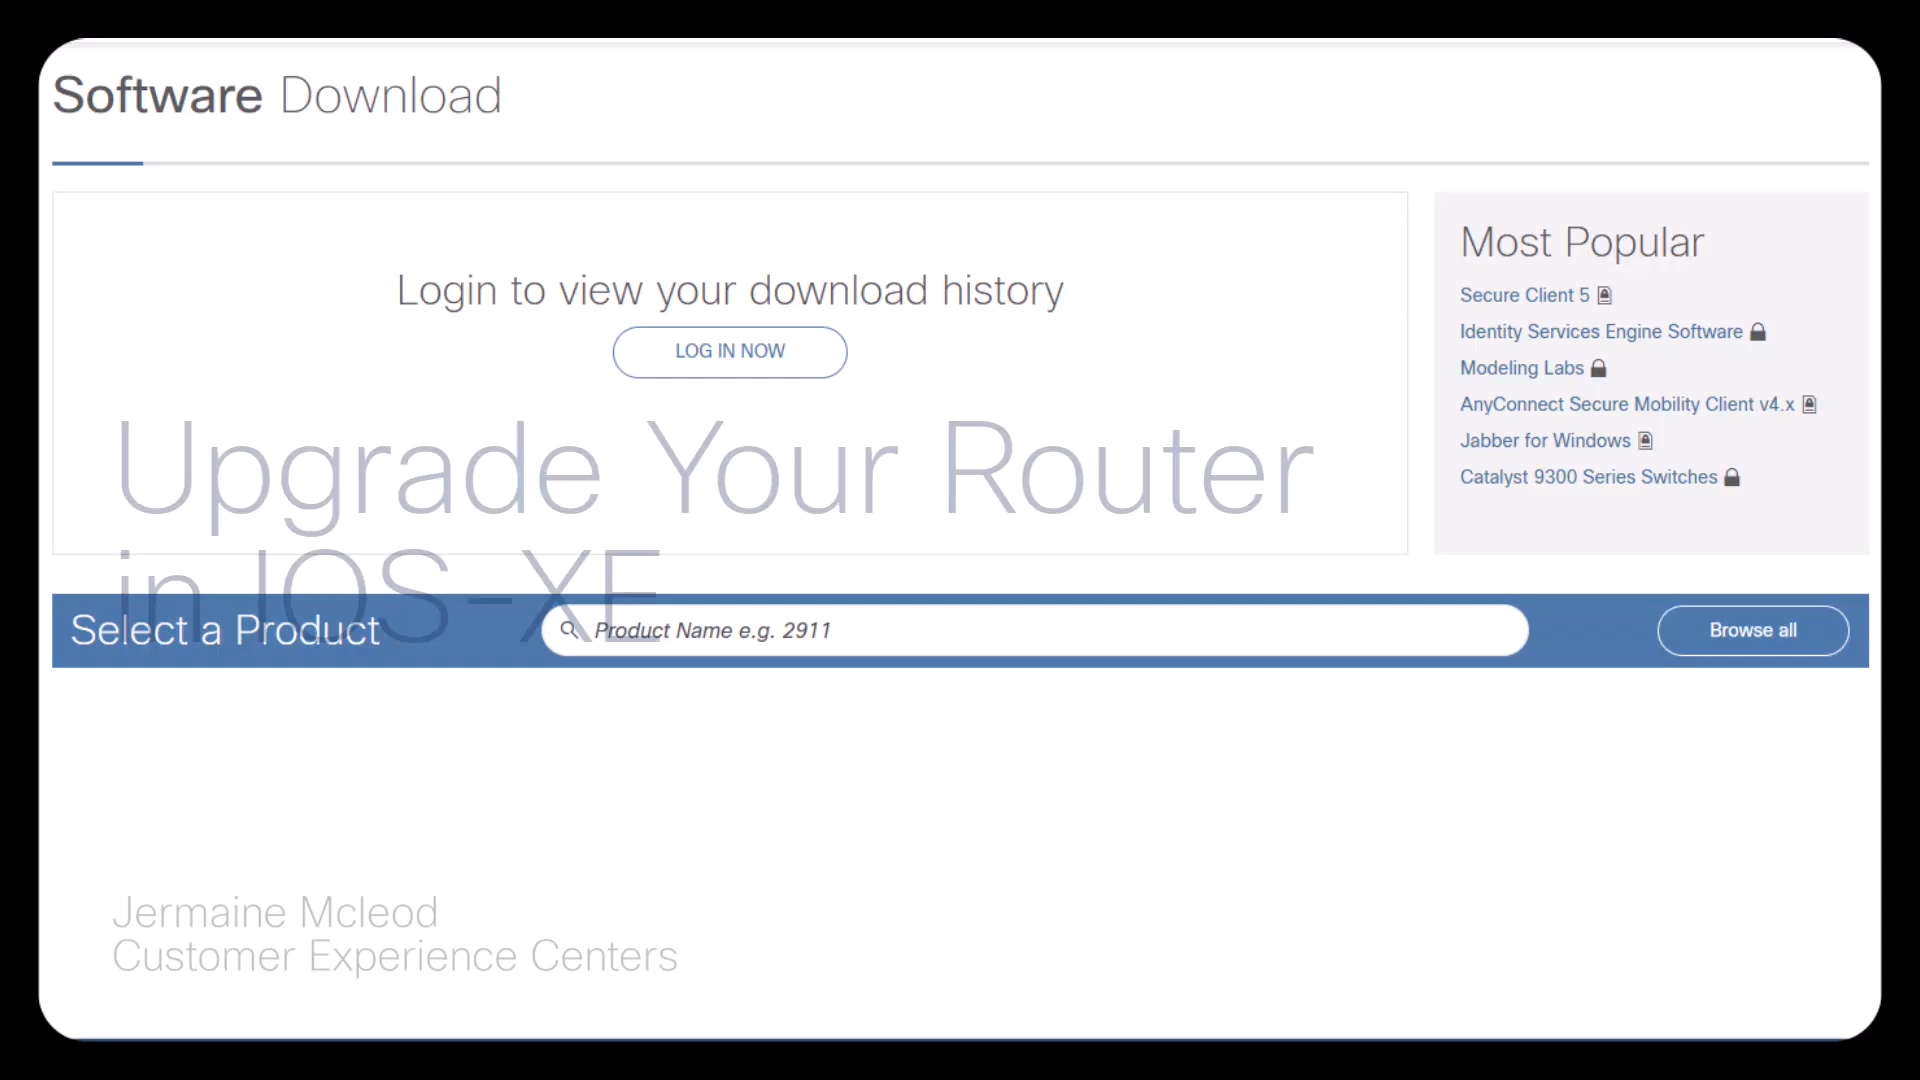 Software Download
Login to view your download history
LOG IN NOW
Most Popular
Secure Client 5
Identity Services Engine Software
Modeling Labs
AnyConnect Secure Mobility Client v4.x
Jabber for Windows
Catalyst 9300 Series Switches
Upgrade Your Router
in IOS-XE
Select a Product
Product Name e.g. 2911
Browse all
Jermaine Mcleod
Customer Experience Centers